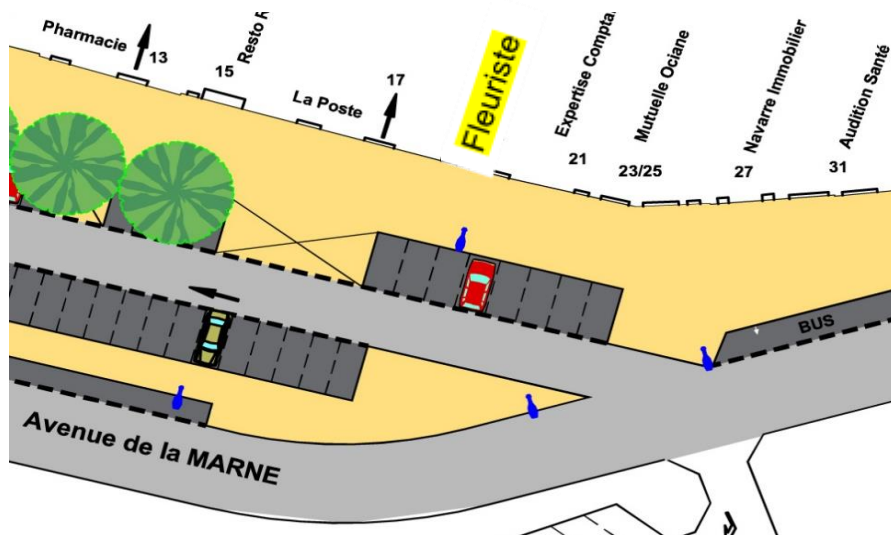 Pharmacie
13
15
Resto
La Poste
17
Fleuriste
Expertise Compta
21
Mutuelle Ociane
23/25
Navarre Immobilier
27
Audition Santé
31
BUS
Avenue de la MARNE